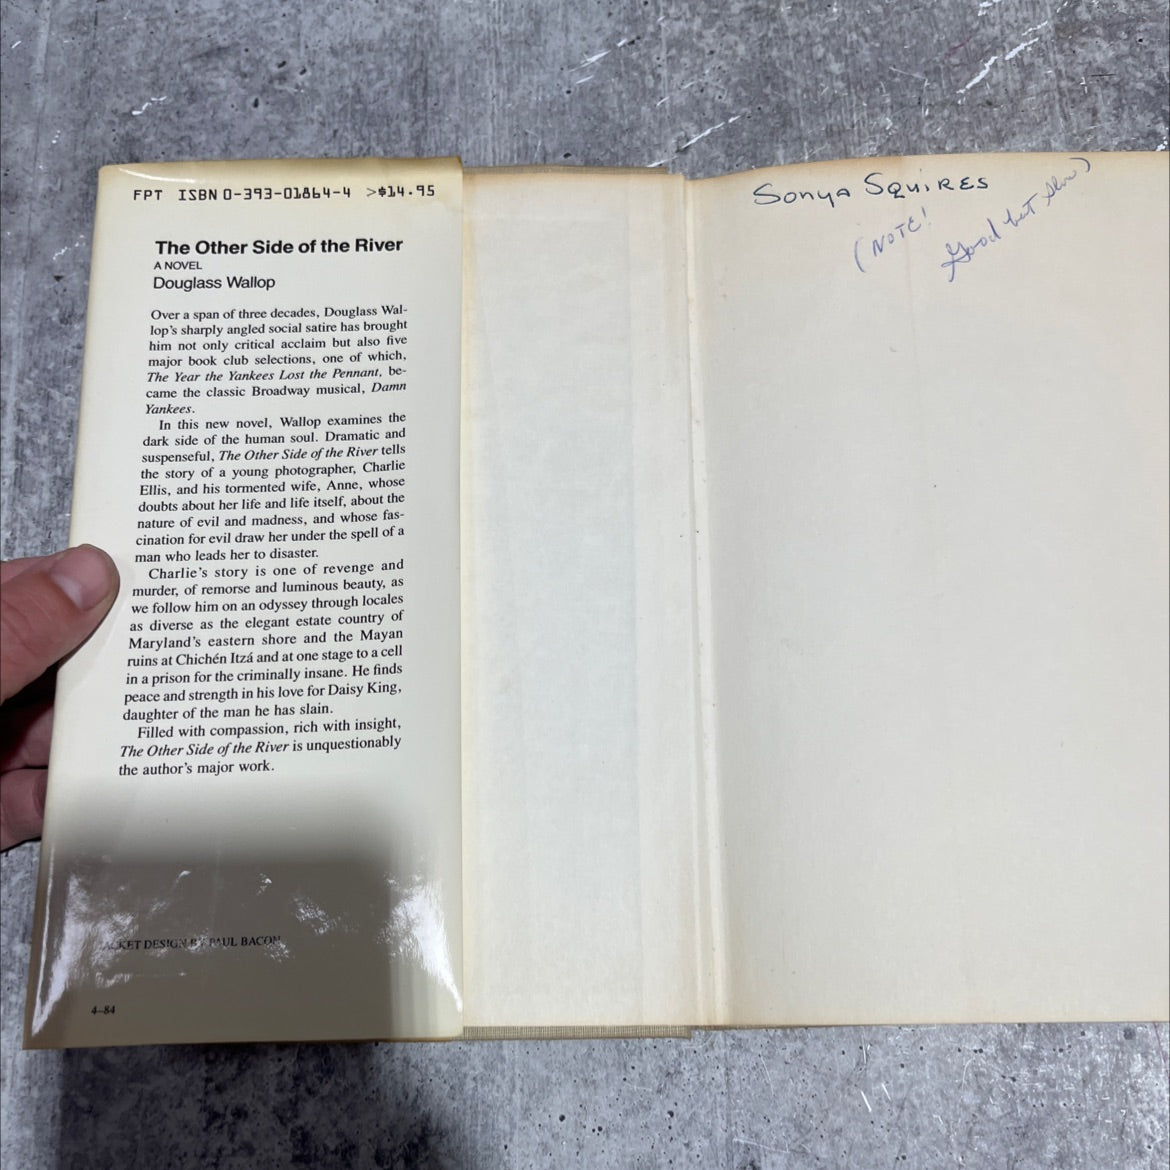 FPT ISBN 0-393-01864-4 >$14.95
The Other Side of the River
A NOVEL
Douglass Wallop
Over a span of three decades, Douglass Wal-
lop's sharply angled social satire has brought
him not only critical acclaim but also five
major book club selections, one of which,
The Year the Yankees Lost the Pennant, be-
came the classic Broadway musical, Damn
Yankees.
In this new novel, Wallop examines the
dark side of the human soul. Dramatic and
suspenseful, The Other Side of the River tells
the story of a young photographer, Charlie
Ellis, and his tormented wife, Anne, whose
doubts about her life and life itself, about the
nature of evil and madness, and whose fas-
cination for evil draw her under the spell of a
man who leads her to disaster.
Charlie's story is one of revenge and
murder, of remorse and luminous beauty, as
we follow him on an odyssey through locales
as diverse as the elegant estate country of
Maryland's eastern shore and the Mayan
ruins at Chichén Itzá and at one stage to a cell
in a prison for the criminally insane. He finds
peace and strength in his love for Daisy King,
daughter of the man he has slain.
Filled with compassion, rich with insight,
The Other Side of the River is unquestionably
the author's major work.
JACKET DESIGN BY PAUL BACON
4–84
Sonya Squires
(NOTE!
Good but slow)